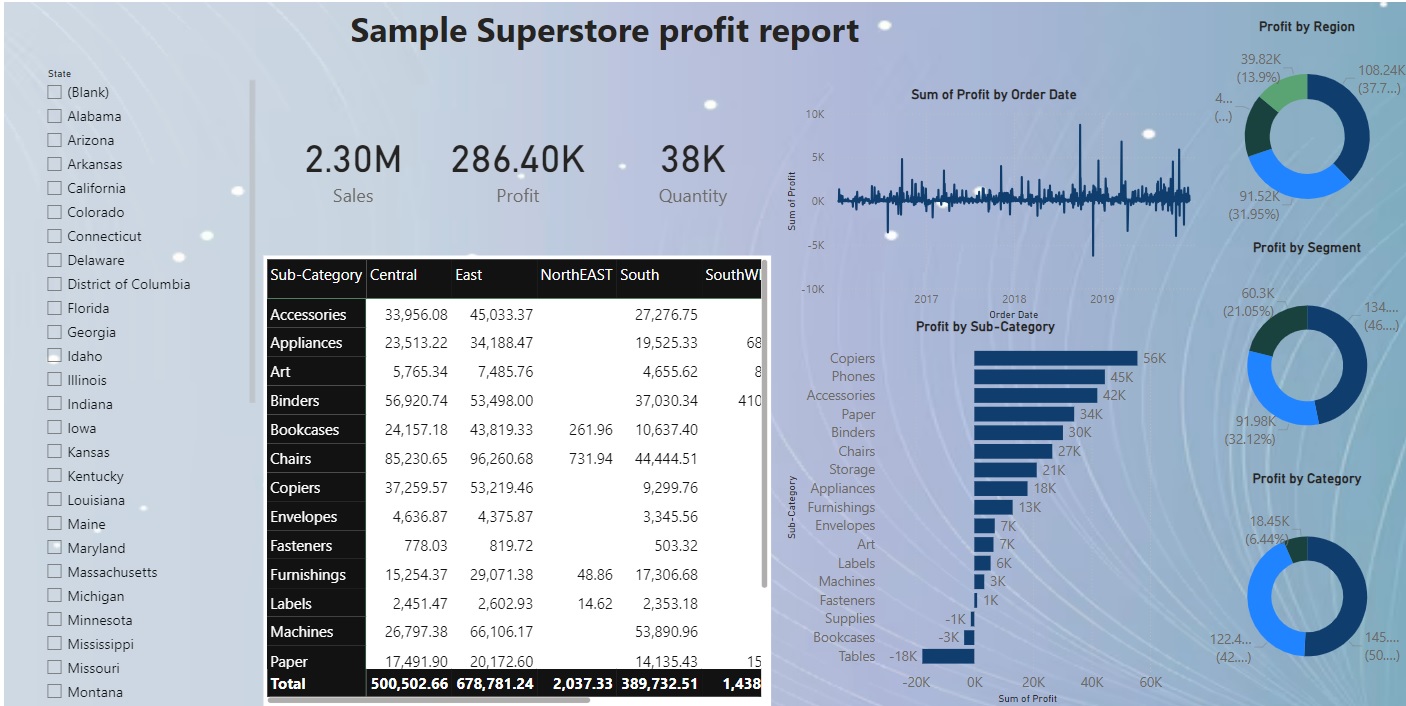 Sample Superstore profit report
State
(Blank)
Alabama
Arizona
Arkansas
California
Colorado
Connecticut
Delaware
District of Columbia
Florida
Georgia
Idaho
Illinois
Indiana
Iowa
Kansas
Kentucky
Louisiana
Maine
Maryland
Massachusetts
Michigan
Minnesota
Mississippi
Missouri
Montana
2.30M
Sales
286.40K
Profit
38K
Quantity
Sub-Category Central East NorthEAST South
Accessories 33,956.08 45,033.37 27,276.75
Appliances 23,513.22 34,188.47 19,525.33 68
Art 5,765.34 7,485.76 4,655.62 8
Binders 56,920.74 53,498.00 37,030.34 410
Bookcases 24,157.18 43,819.33 261.96 10,637.40
Chairs 85,230.65 96,260.68 731.94 44,444.51
Copiers 37,259.57 53,219.46 9,299.76
Envelopes 4,636.87 4,375.87 3,345.56
Fasteners 778.03 819.72 503.32
Furnishings 15,254.37 29,071.38 48.86 17,306.68
Labels 2,451.47 2,602.93 14.62 2,353.18
Machines 26,797.38 66,106.17 53,890.96
Paper 17,491.90 20,172.60 14,135.43 15
Total 500,502.66 678,781.24 2,037.33 389,732.51 1,438
Sum of Profit by Order Date
Sum of Profit
10K
5K
0K
-5K
-10K
2017 2018 2019
Order Date
Profit by Sub-Category
Sub-Category
Copiers 56K
Phones 45K
Accessories 42K
Paper 34K
Binders 30K
Chairs 27K
Storage 21K
Appliances 18K
Furnishings 13K
Envelopes 7K
Art 7K
Labels 6K
Machines 3K
Fasteners 1K
Supplies -1K
Bookcases -3K
Tables -18K
-20K 0K 20K 40K 60K
Sum of Profit
Profit by Region
39.82K
(13.9%)
108.24K
(37.7...)
4...
(...)
91.52K
(31.95%)
Profit by Segment
60.3K
(21.05%)
134....
(46....)
91.98K
(32.12%)
Profit by Category
18.45K
(6.44%)
122.4...
(42....)
145....
(50....)